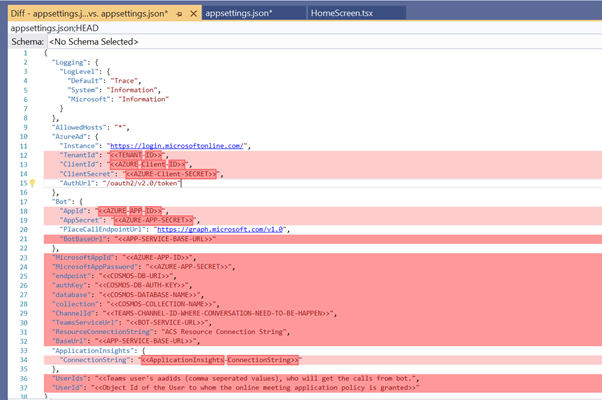 Diff - appsettings.j...vs. appsettings.json* appsettings.json* HomeScreen.tsx
appsettings.json;HEAD
Schema: <No Schema Selected>
1 {
2 "Logging": {
3 "LogLevel": {
4 "Default": "Trace",
5 "System": "Information",
6 "Microsoft": "Information"
7 }
8 },
9 "AllowedHosts": "*",
10 "AzureAd": {
11 "Instance": "https://login.microsoftonline.com/",
12 "TenantId": "<<TENANT-ID>>",
13 "ClientId": "<<AZURE-Client-ID>>",
14 "ClientSecret": "<<AZURE-Client-SECRET>>",
15 "AuthUrl": "/oauth2/v2.0/token"
16 },
17 "Bot": {
18 "AppId": "<<AZURE-APP-ID>>",
19 "AppSecret": "<<AZURE-APP-SECRET>>",
20 "PlaceCallEndpointUrl": "https://graph.microsoft.com/v1.0",
21 "BotBaseUrl": "<<APP-SERVICE-BASE-URL>>"
22 },
23 "MicrosoftAppId": "<<AZURE-APP-ID>>",
24 "MicrosoftAppPassword": "<<AZURE-APP-SECRET>>",
25 "endpoint": "<<COSMOS-DB-URI>>",
26 "authKey": "<<COSMOS-DB-AUTH-KEY>>",
27 "database": "<<COSMOS-DATABASE-NAME>>",
28 "collection": "<<COSMOS-COLLECTION-NAME>>",
29 "ChannelId": "<<TEAMS-CHANNEL-ID-WHERE-CONVERSATION-NEED-TO-BE-HAPPEN>>",
30 "TeamsServiceUrl": "<<BOT-SERVICE-URL>>",
31 "ResourceConnectionString": "ACS Resource Connection String",
32 "BaseUrl": "<<APP-SERVICE-BASE-URL>>",
33 "ApplicationInsights": {
34 "ConnectionString": "<<ApplicationInsights-ConnectionString>>"
35 },
36 "UserIds": "<<Teams user's aadids (comma seperated values), who will get the calls from bot.",
37 "UserId": "<<Object Id of the User to whom the online meeting application policy is granted>>"
38 }